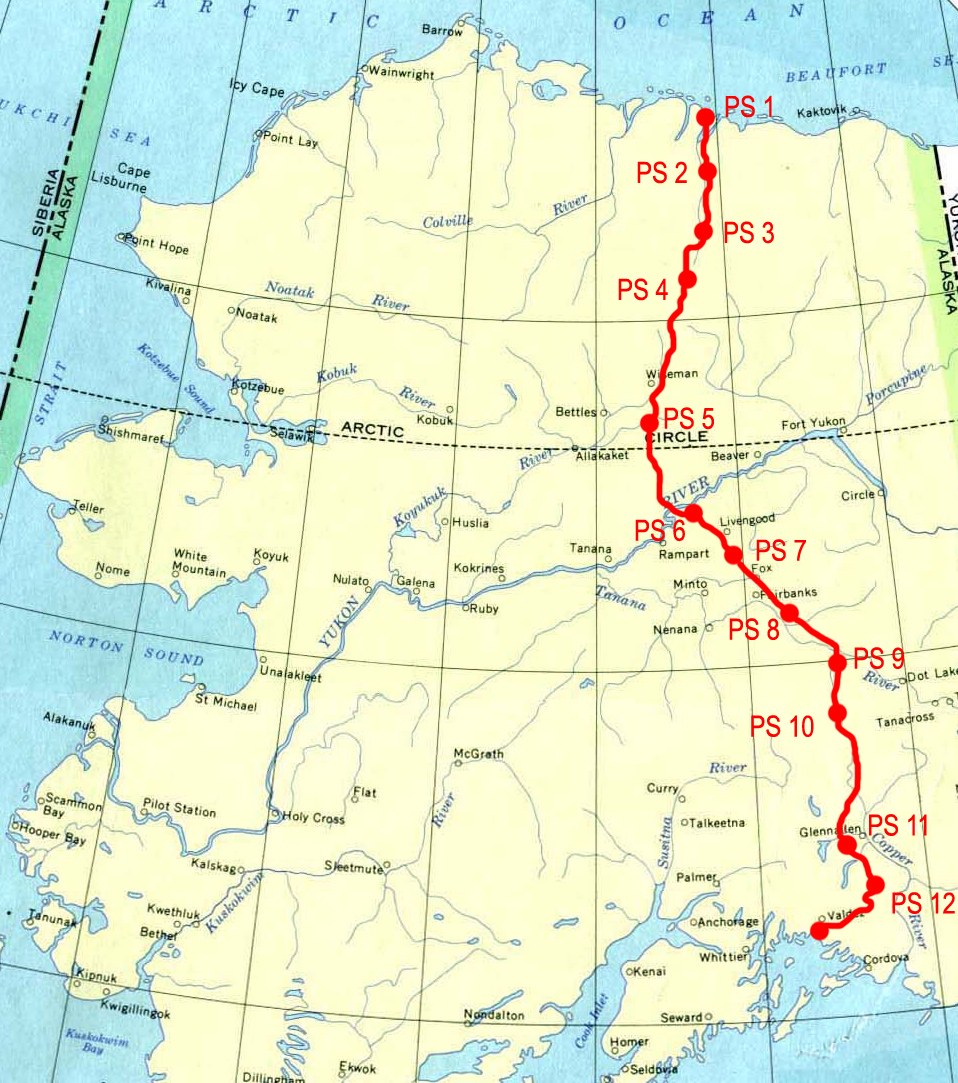 ARCTIC
OCEAN
Barrow
Wainwright
BEAUFORT
Icy Cape
PS 1
Kaktovik
SEA
Point Lay
PS 2
Cape
Lisburne
SIBERIA
ALASKA
Colville
River
PS 3
Point Hope
ALASKA
Kivalina
Noatak
River
PS 4
Noatak
Kotzebue Sound
STRAIT
Kobuk
River
Wiseman
Porcupine
Kotzebue
Kobuk
Bettles
PS 5
Fort Yukon
Shishmaref
Selawik
ARCTIC
CIRCLE
River
Allakaket
Beaver
Circle
Teller
Koyukuk
Huslia
RIVER
PS 6
Livengood
Rampart
PS 7
Nome
White
Mountain
Koyuk
Tanana
Fox
Nulato
Galena
Kokrines
Minto
Fairbanks
Ruby
Tanana
Nenana
PS 8
YUKON
NORTON SOUND
Unalakleet
PS 9
River
Dot Lake
St Michael
Alakanuk
PS 10
Tanacross
McGrath
River
Scammon
Bay
Pilot Station
Flat
River
Curry
Hooper Bay
Holy Cross
Susitna
Talkeetna
Glennallen
PS 11
Copper
Kalskag
Sleetmute
Palmer
PS 12
Kwethluk
Kuskokwim
Tanunak
Bethel
Anchorage
Valdez
River
Whittier
Cordova
Kipnuk
Kenai
Kwigillingok
Cook Inlet
Nondalton
Seward
Kuskokwim
Bay
Homer
Ekwok
Seldovia
Dillingham